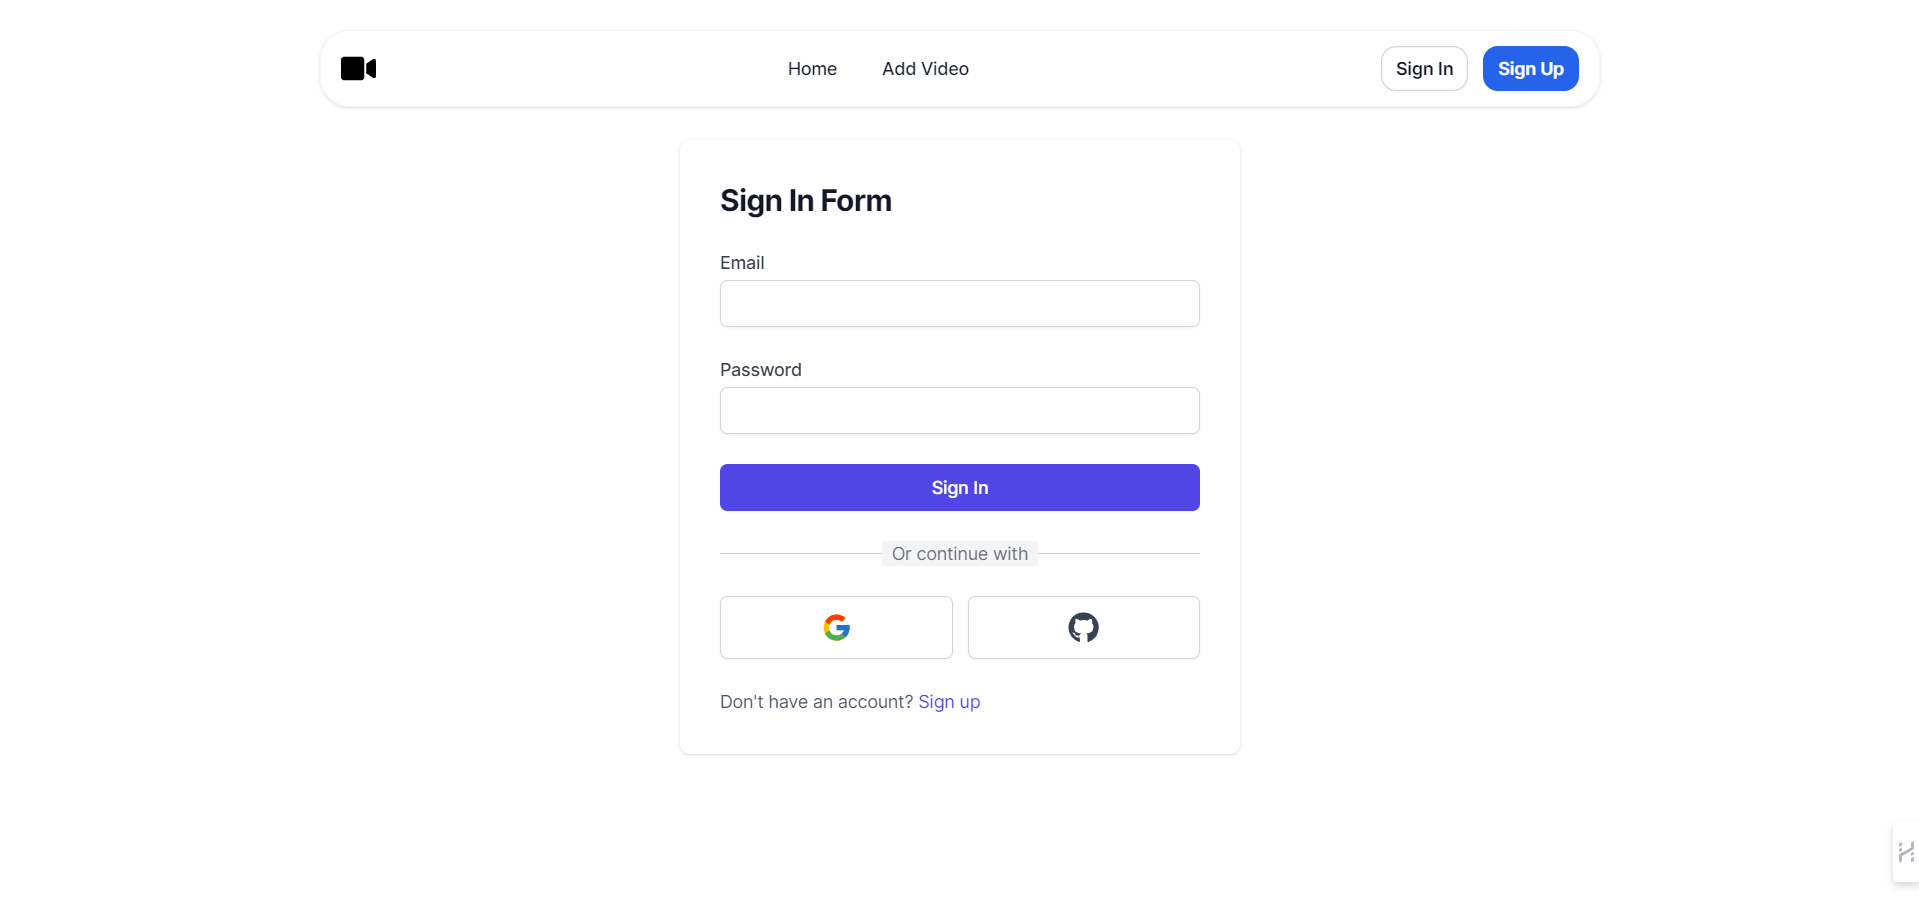 Home
Add Video
Sign In
Sign Up
Sign In Form
Email
Password
Sign In
Or continue with
Don't have an account? Sign up